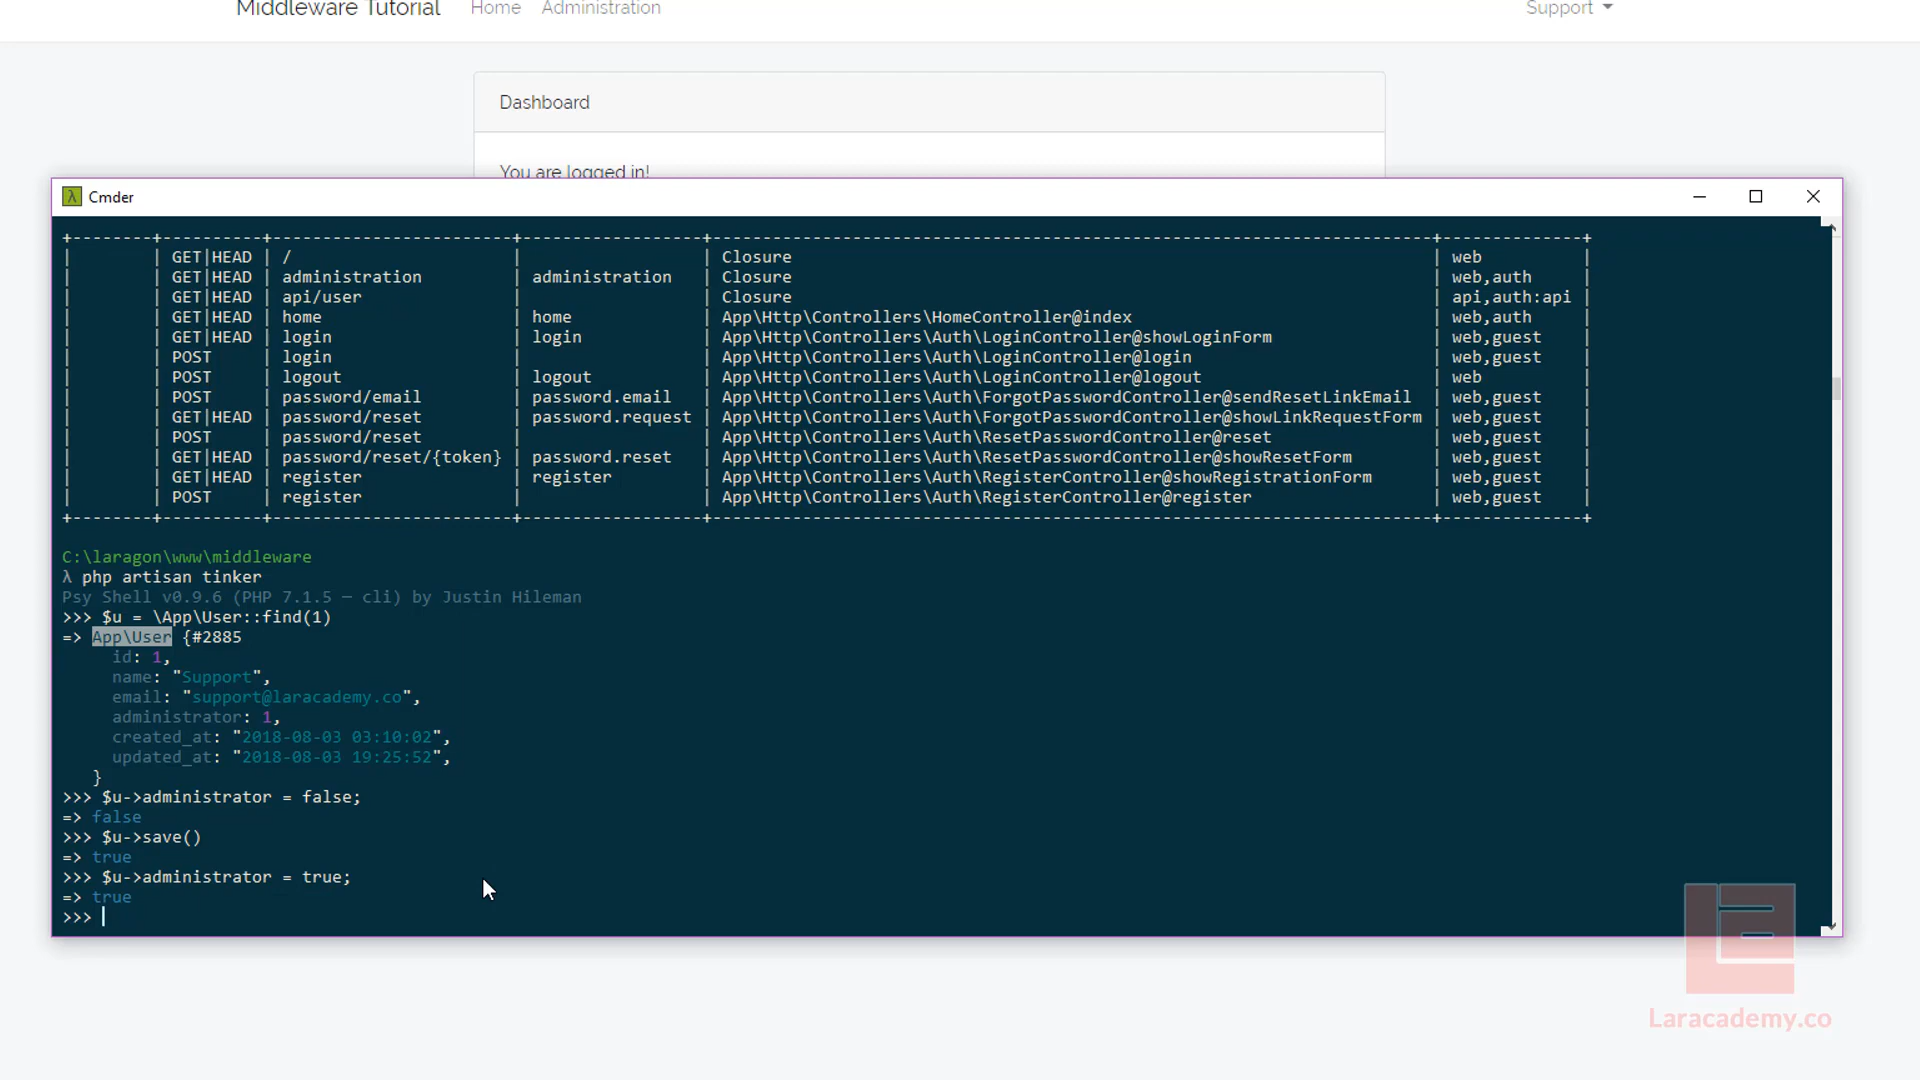 Middleware Tutorial Home Administration Support
Dashboard
You are logged in!
Cmder
+--------+----------+------------------------+------------------+------------------------------------------------------------------------+--------------+
| | GET|HEAD | / | | Closure | web |
| | GET|HEAD | administration | administration | Closure | web,auth |
| | GET|HEAD | api/user | | Closure | api,auth:api |
| | GET|HEAD | home | home | App\Http\Controllers\HomeController@index | web,auth |
| | GET|HEAD | login | login | App\Http\Controllers\Auth\LoginController@showLoginForm | web,guest |
| | POST | login | | App\Http\Controllers\Auth\LoginController@login | web,guest |
| | POST | logout | logout | App\Http\Controllers\Auth\LoginController@logout | web |
| | POST | password/email | password.email | App\Http\Controllers\Auth\ForgotPasswordController@sendResetLinkEmail | web,guest |
| | GET|HEAD | password/reset | password.request | App\Http\Controllers\Auth\ForgotPasswordController@showLinkRequestForm | web,guest |
| | POST | password/reset | | App\Http\Controllers\Auth\ResetPasswordController@reset | web,guest |
| | GET|HEAD | password/reset/{token} | password.reset | App\Http\Controllers\Auth\ResetPasswordController@showResetForm | web,guest |
| | GET|HEAD | register | register | App\Http\Controllers\Auth\RegisterController@showRegistrationForm | web,guest |
| | POST | register | | App\Http\Controllers\Auth\RegisterController@register | web,guest |
+--------+----------+------------------------+------------------+------------------------------------------------------------------------+--------------+
C:\laragon\www\middleware
λ php artisan tinker
Psy Shell v0.9.6 (PHP 7.1.5 — cli) by Justin Hileman
>>> $u = \App\User::find(1)
=> App\User {#2885
id: 1,
name: "Support",
email: "support@laracademy.co",
administrator: 1,
created_at: "2018-08-03 03:10:02",
updated_at: "2018-08-03 19:25:52",
}
>>> $u->administrator = false;
=> false
>>> $u->save()
=> true
>>> $u->administrator = true;
=> true
>>>
Laracademy.co